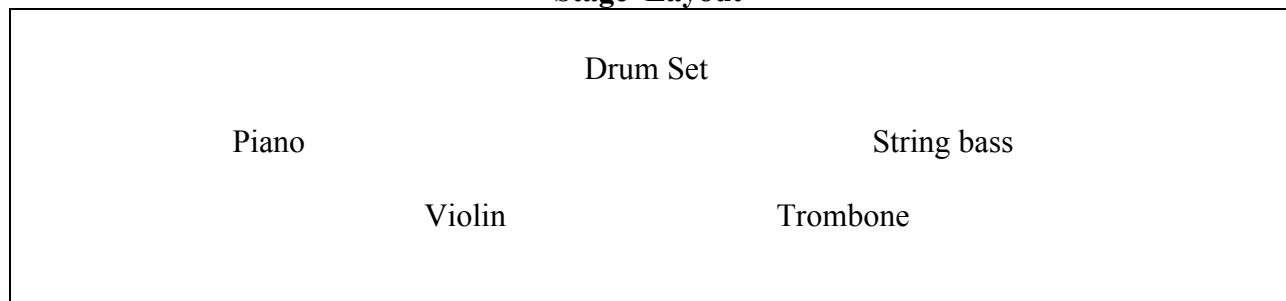 Stage Layout
Drum Set
Piano String bass
Violin Trombone